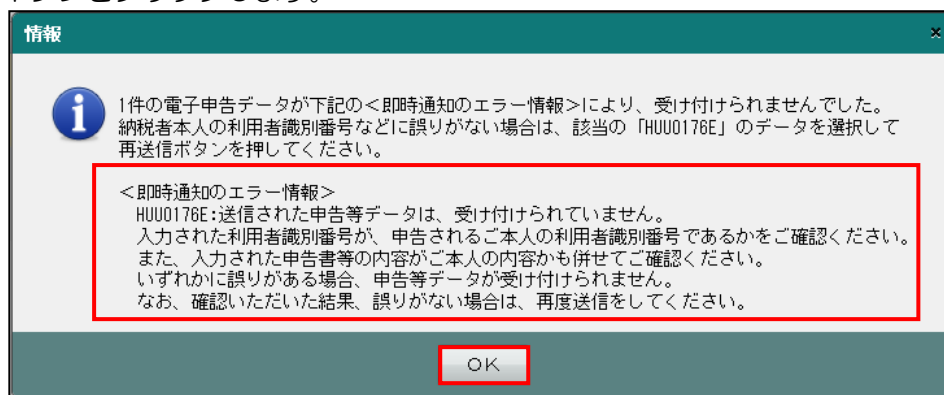 情報
×
1件の電子申告データが下記の<即時通知のエラー情報>により、受け付けられませんでした。
納税者本人の利用者識別番号などに誤りがない場合は、該当の「HUU0176E」のデータを選択して
再送信ボタンを押してください。
<即時通知のエラー情報>
HUU0176E:送信された申告等データは、受け付けられていません。
入力された利用者識別番号が、申告されるご本人の利用者識別番号であるかをご確認ください。
また、入力された申告書等の内容がご本人の内容かも併せてご確認ください。
いずれかに誤りがある場合、申告等データが受け付けられません。
なお、確認いただいた結果、誤りがない場合は、再度送信をしてください。
OK